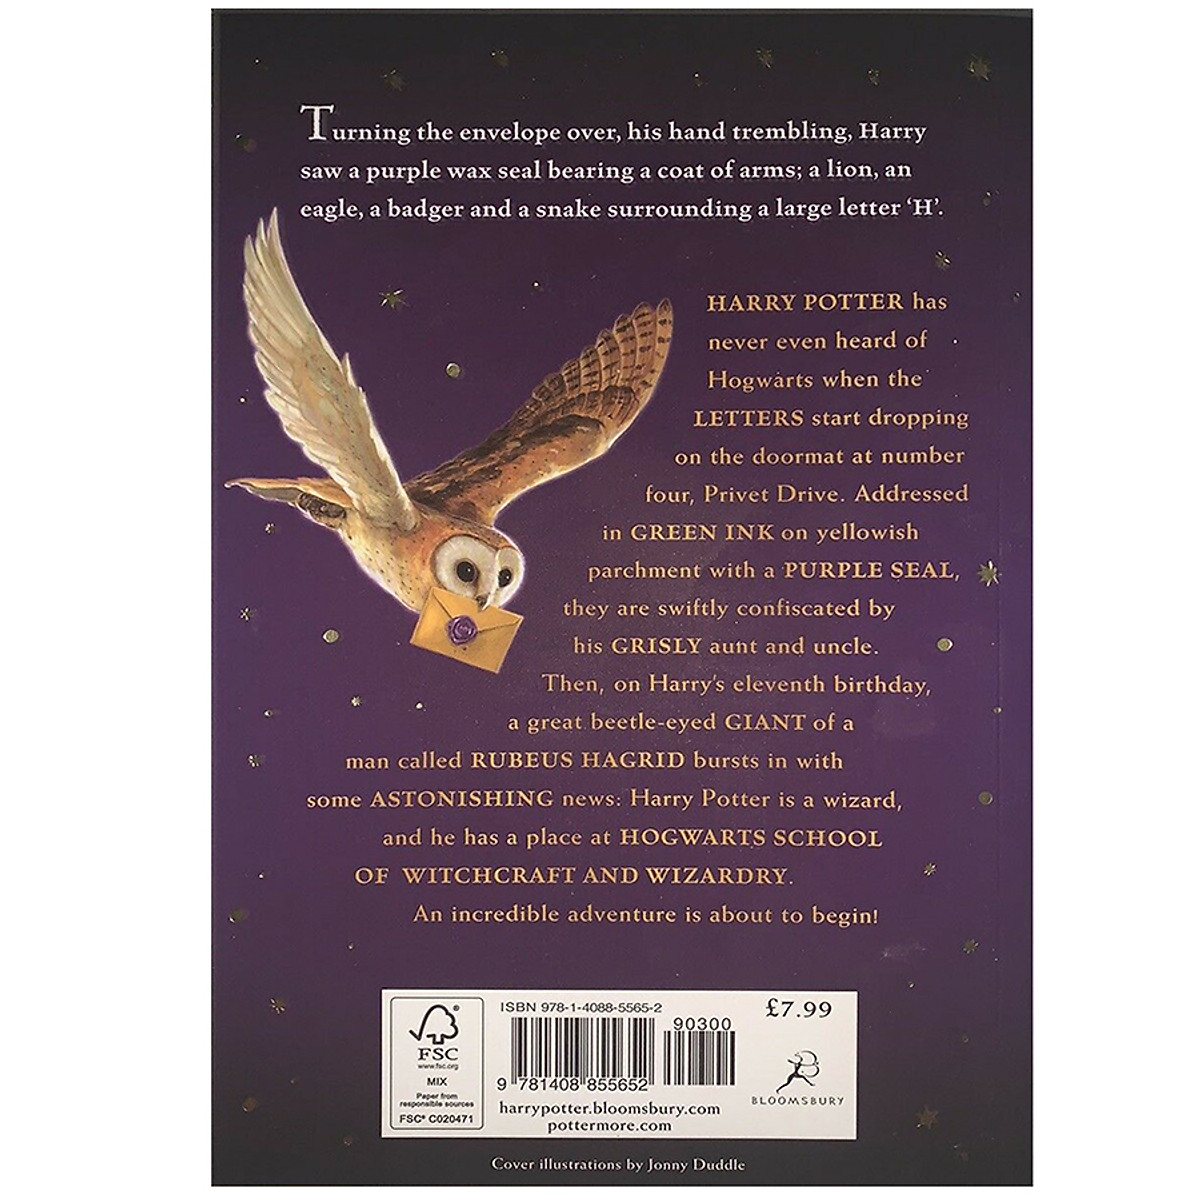 Turning the envelope over, his hand trembling, Harry
saw a purple wax seal bearing a coat of arms; a lion, an
eagle, a badger and a snake surrounding a large letter ‘H’.
HARRY POTTER has
never even heard of
Hogwarts when the
LETTERS start dropping
on the doormat at number
four, Privet Drive. Addressed
in GREEN INK on yellowish
parchment with a PURPLE SEAL,
they are swiftly confiscated by
his GRISLY aunt and uncle.
Then, on Harry’s eleventh birthday,
a great beetle-eyed GIANT of a
man called RUBEUS HAGRID bursts in with
some ASTONISHING news: Harry Potter is a wizard,
and he has a place at HOGWARTS SCHOOL
OF WITCHCRAFT AND WIZARDRY.
An incredible adventure is about to begin!
FSC
www.fsc.org
MIX
Paper from
responsible sources
FSC® C020471
ISBN 978-1-4088-5565-2
90300
9 781408 855652
harrypotter.bloomsbury.com
pottermore.com
£7.99
BLOOMSBURY
Cover illustrations by Jonny Duddle